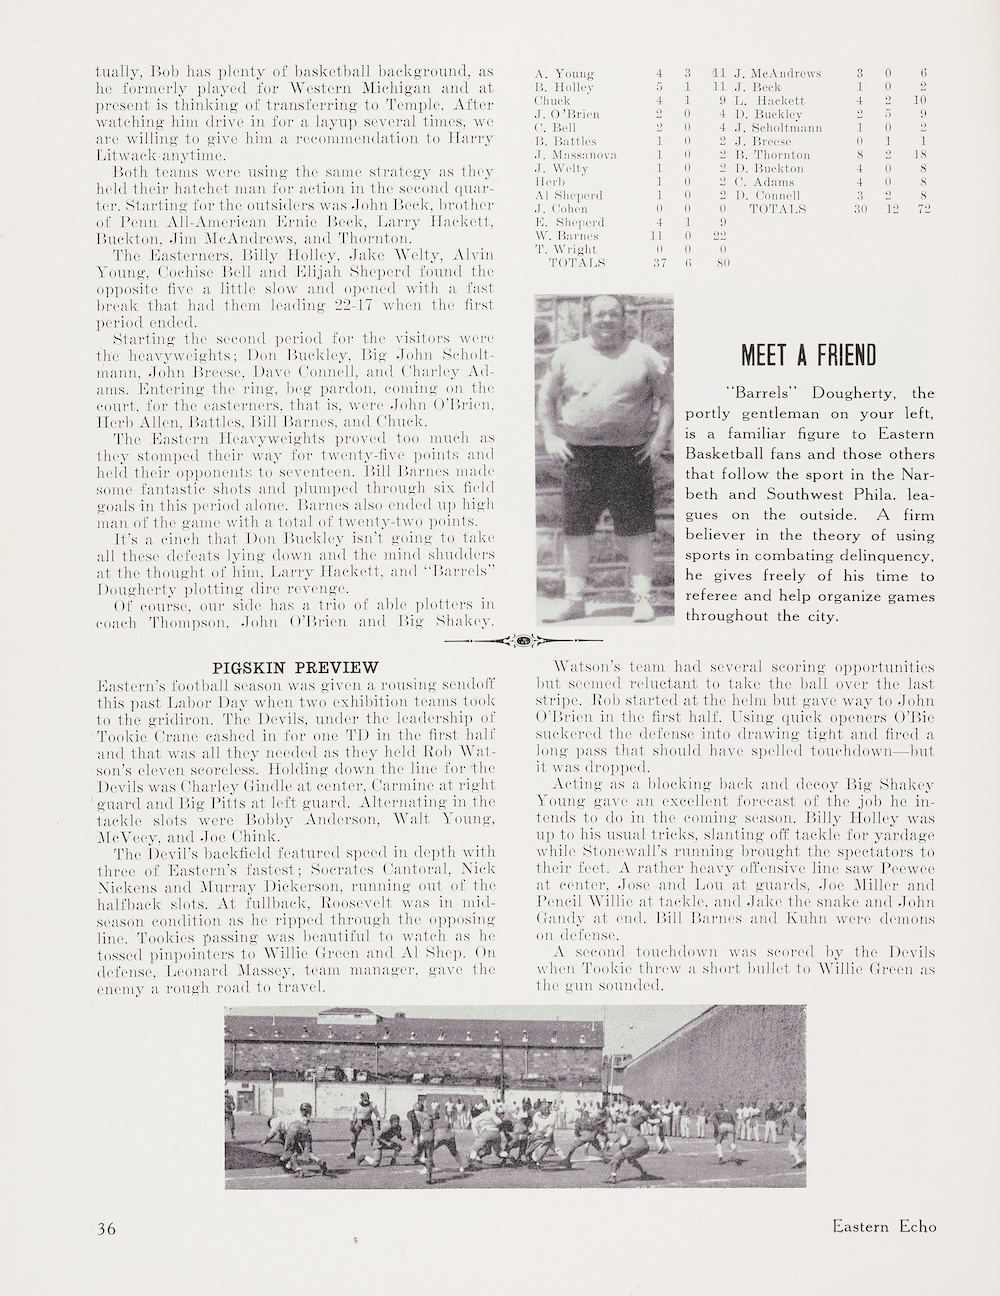 tually, Bob has plenty of basketball background, as
he formerly played for Western Michigan and at
present is thinking of transferring to Temple. After
watching him drive in for a layup several times, we
are willing to give him a recommendation to Harry
Litwack anytime.
Both teams were using the same strategy as they
held their hatchet man for action in the second quar-
ter. Starting for the outsiders was John Beck, brother
of Penn All-American Ernie Beck, Larry Hackett,
Buckton, Jim McAndrews, and Thornton.
The Easterners, Billy Holley, Jake Welty, Alvin
Young, Cochise Bell and Elijah Sheperd found the
opposite five a little slow and opened with a fast
break that had them leading 22-17 when the first
period ended.
Starting the second period for the visitors were
the heavyweights; Don Buckley, Big John Scholt-
mann, John Breese, Dave Connell, and Charley Ad-
ams. Entering the ring, beg pardon, coming on the
court, for the easterners, that is, were John O'Brien,
Herb Allen, Battles, Bill Barnes, and Chuck.
The Eastern Heavyweights proved too much as
they stomped their way for twenty-five points and
held their opponents to seventeen. Bill Barnes made
some fantastic shots and plumped through six field
goals in this period alone. Barnes also ended up high
man of the game with a total of twenty-two points.
It's a cinch that Don Buckley isn't going to take
all these defeats lying down and the mind shudders
at the thought of him, Larry Hackett, and "Barrels"
Dougherty plotting dire revenge.
Of course, our side has a trio of able plotters in
coach Thompson, John O'Brien and Big Shakey.
A. Young 4 3 11 J. McAndrews 3 0 6
B. Holley 5 1 11 J. Beck 1 0 2
Chuck 4 1 9 L. Hackett 4 2 10
J. O'Brien 2 0 4 D. Buckley 2 5 9
C. Bell 2 0 4 J. Scholtmann 1 0 2
B. Battles 1 0 2 J. Breese 0 1 1
J. Massanova 1 0 2 B. Thornton 8 2 18
J. Welty 1 0 2 D. Buckton 4 0 8
Herb 1 0 2 C. Adams 4 0 8
Al Sheperd 1 0 2 D. Connell 3 2 8
J. Cohen 0 0 0 TOTALS 30 12 72
E. Sheperd 4 1 9
W. Barnes 11 0 22
T. Wright 0 0 0
TOTALS 37 6 80
MEET A FRIEND
"Barrels" Dougherty, the
portly gentleman on your left,
is a familiar figure to Eastern
Basketball fans and those others
that follow the sport in the Nar-
beth and Southwest Phila. lea-
gues on the outside. A firm
believer in the theory of using
sports in combating delinquency,
he gives freely of his time to
referee and help organize games
throughout the city.
PIGSKIN PREVIEW
Eastern's football season was given a rousing sendoff
this past Labor Day when two exhibition teams took
to the gridiron. The Devils, under the leadership of
Tookie Crane cashed in for one TD in the first half
and that was all they needed as they held Rob Wat-
son's eleven scoreless. Holding down the line for the
Devils was Charley Gindle at center, Carmine at right
guard and Big Pitts at left guard. Alternating in the
tackle slots were Bobby Anderson, Walt Young,
McVeey, and Joe Chink.
The Devil's backfield featured speed in depth with
three of Eastern's fastest; Socrates Cantoral, Nick
Nickens and Murray Dickerson, running out of the
halfback slots. At fullback, Roosevelt was in mid-
season condition as he ripped through the opposing
line. Tookies passing was beautiful to watch as he
tossed pinpointers to Willie Green and Al Shep. On
defense, Leonard Massey, team manager, gave the
enemy a rough road to travel.
Watson's team had several scoring opportunities
but seemed reluctant to take the ball over the last
stripe. Rob started at the helm but gave way to John
O'Brien in the first half. Using quick openers O'Bie
suckered the defense into drawing tight and fired a
long pass that should have spelled touchdown—but
it was dropped.
Acting as a blocking back and decoy Big Shakey
Young gave an excellent forecast of the job he in-
tends to do in the coming season. Billy Holley was
up to his usual tricks, slanting off tackle for yardage
while Stonewall's running brought the spectators to
their feet. A rather heavy offensive line saw Peewee
at center, Jose and Lou at guards, Joe Miller and
Pencil Willie at tackle, and Jake the snake and John
Gandy at end. Bill Barnes and Kuhn were demons
on defense.
A second touchdown was scored by the Devils
when Tookie threw a short bullet to Willie Green as
the gun sounded.
36
Eastern Echo